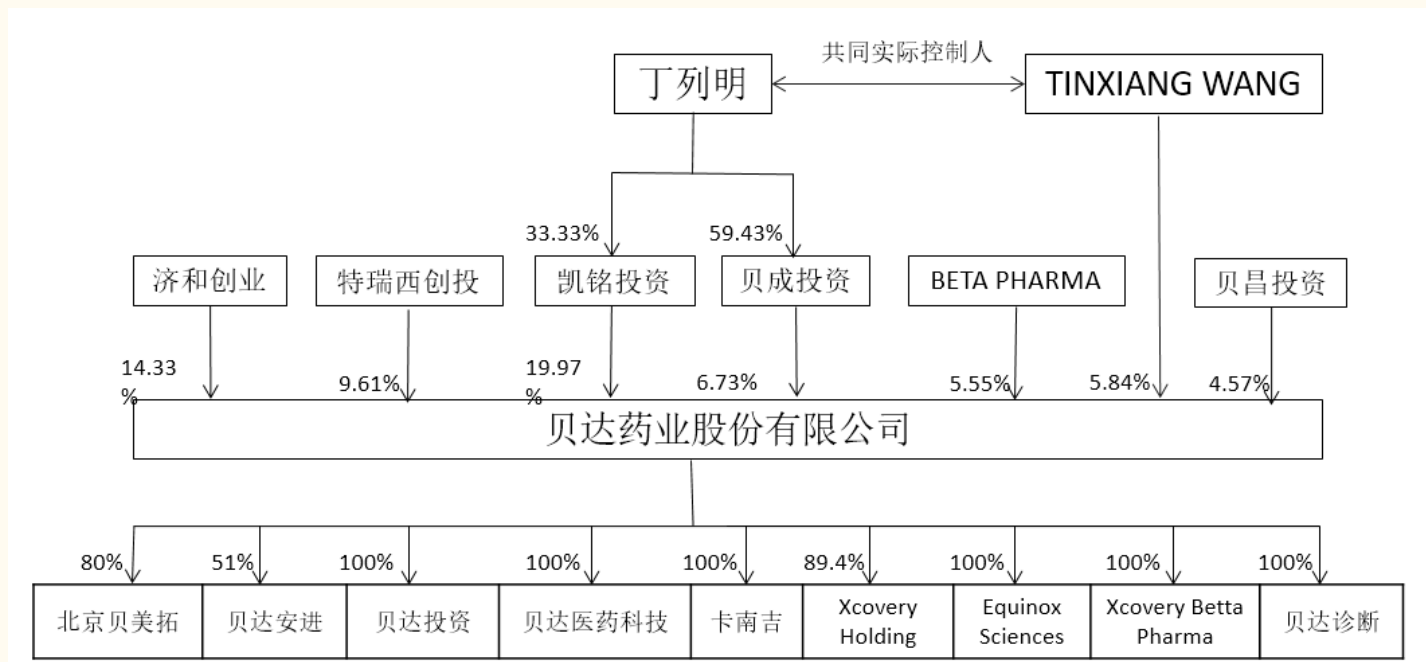 共同实际控制人
丁列明
TINXIANG WANG
33.33%
59.43%
济和创业
特瑞西创投
凯铭投资
贝成投资
BETA PHARMA
贝昌投资
14.33
%
9.61%
19.97
%
6.73%
5.55%
5.84%
4.57%
贝达药业股份有限公司
80%
51%
100%
100%
100%
89.4%
100%
100%
100%
北京贝美拓
贝达安进
贝达投资
贝达医药科技
卡南吉
Xcovery
Holding
Equinox
Sciences
Xcovery Betta
Pharma
贝达诊断